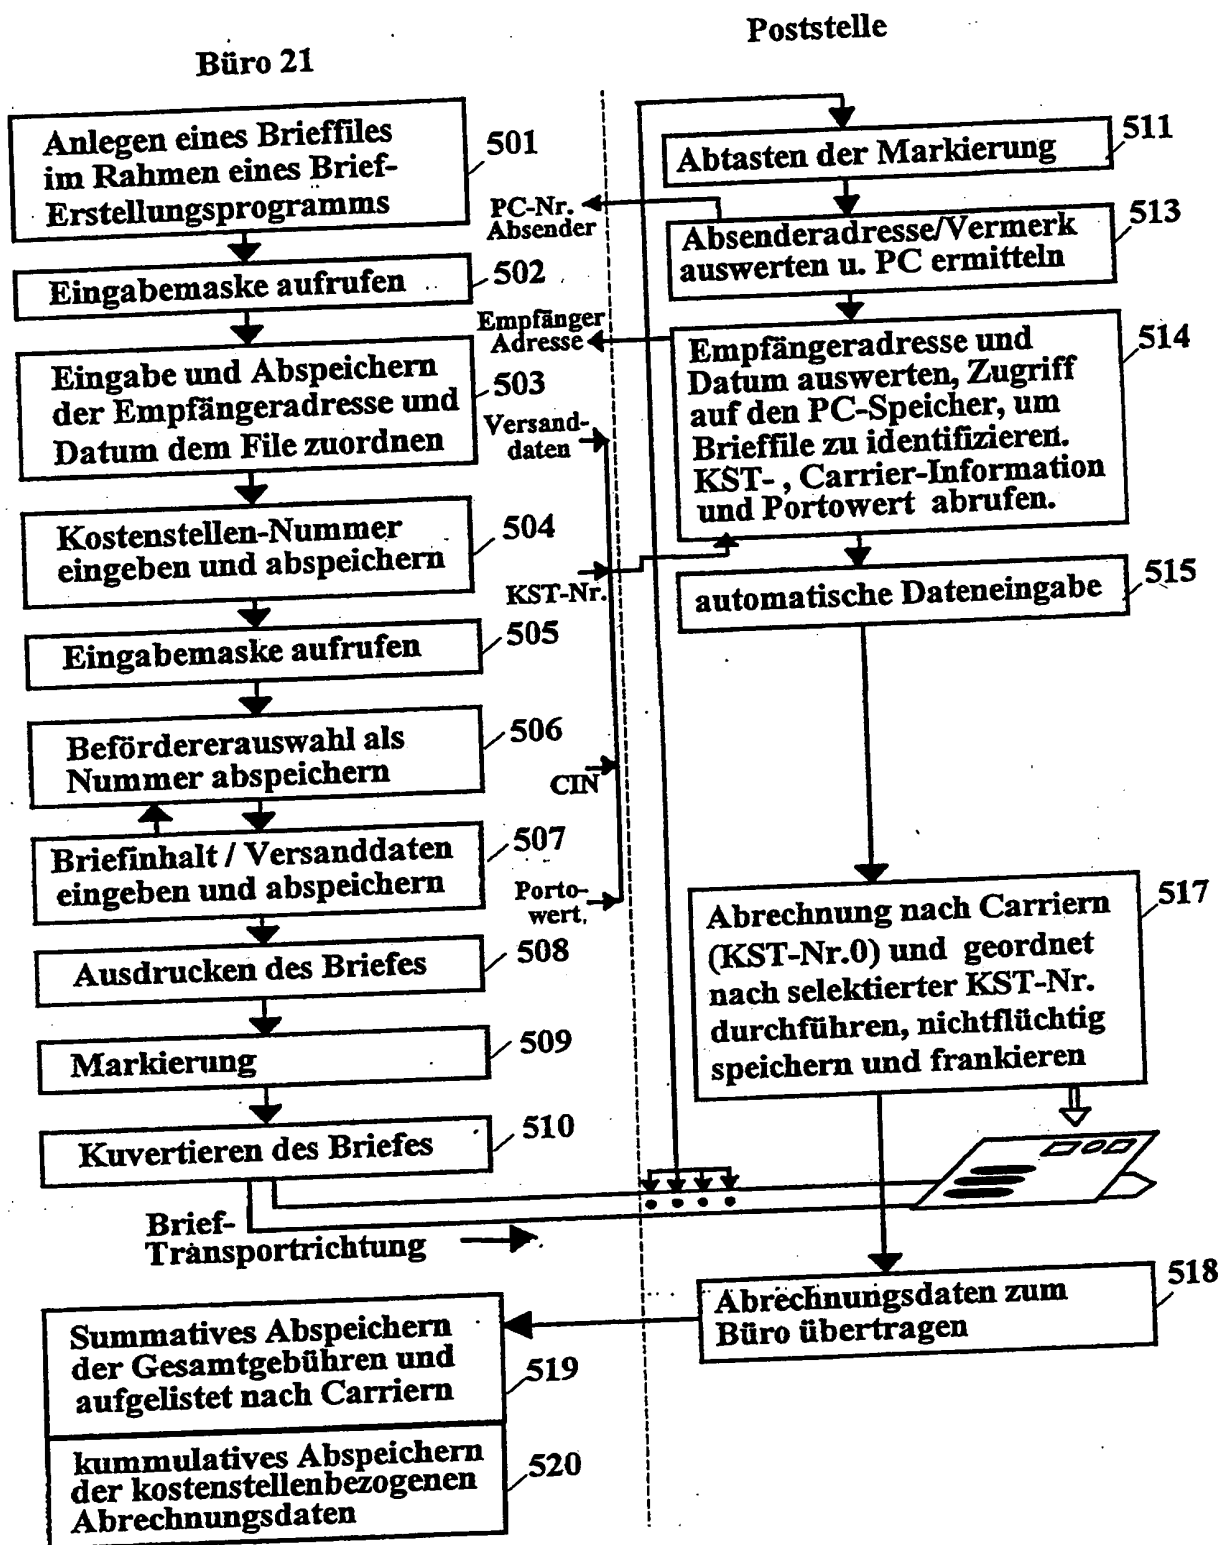 Büro 21
Anlegen eines Brieffiles
im Rahmen eines Brief-
Erstellungsprogramms
501
Eingabemaske aufrufen
502
Eingabe und Abspeichern
der Empfängeradresse und
Datum dem File zuordnen
503
Kostenstellen-Nummer
eingeben und abspeichern
504
Eingabemaske aufrufen
505
Befördererauswahl als
Nummer abspeichern
506
Briefinhalt / Versanddaten
eingeben und abspeichern
507
Ausdrucken des Briefes
508
Markierung
509
Kuvertieren des Briefes
510
Brief-
Transportrichtung
PC-Nr.
Absender
Empfänger
Adresse
Versand-
daten
KST-Nr.
CIN
Porto-
wert.
Poststelle
Abtasten der Markierung
511
Absenderadresse/Vermerk
auswerten u. PC ermitteln
513
Empfängeradresse und
Datum auswerten, Zugriff
auf den PC-Speicher, um
Brieffile zu identifizieren.
KST- , Carrier-Information
und Portowert abrufen.
514
automatische Dateneingabe
515
Abrechnung nach Carriern
(KST-Nr.0) und geordnet
nach selektierter KST-Nr.
durchführen, nichtflüchtig
speichern und frankieren
517
Abrechnungsdaten zum
Büro übertragen
518
Summatives Abspeichern
der Gesamtgebühren und
aufgelistet nach Carriern
519
kummulatives Abspeichern
der kostenstellenbezogenen
Abrechnungsdaten
520